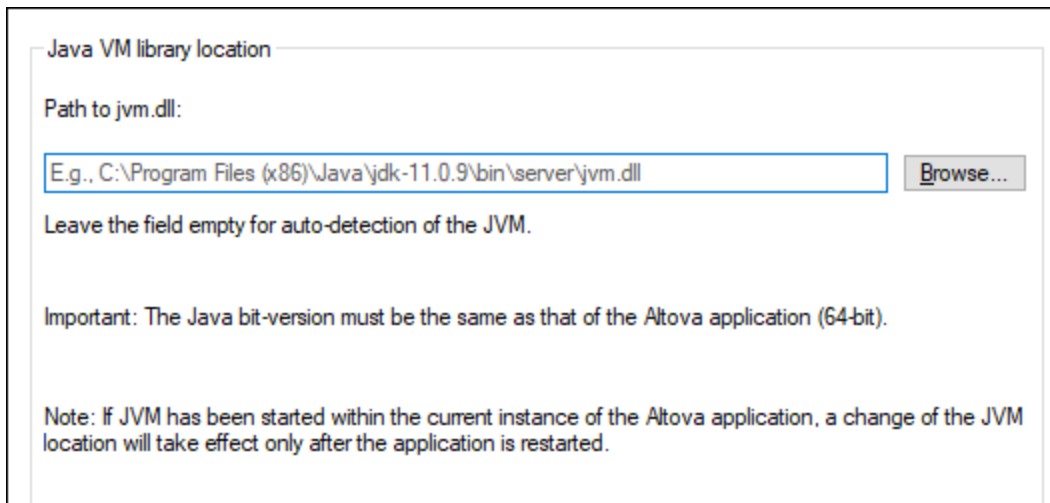 Java VM library location
Path to jvm.dll:
E.g., C:\Program Files (x86)\Java\jdk-11.0.9\bin\server\jvm.dll
Browse...
Leave the field empty for auto-detection of the JVM.
Important: The Java bit-version must be the same as that of the Altova application (64-bit).
Note: If JVM has been started within the current instance of the Altova application, a change of the JVM
location will take effect only after the application is restarted.